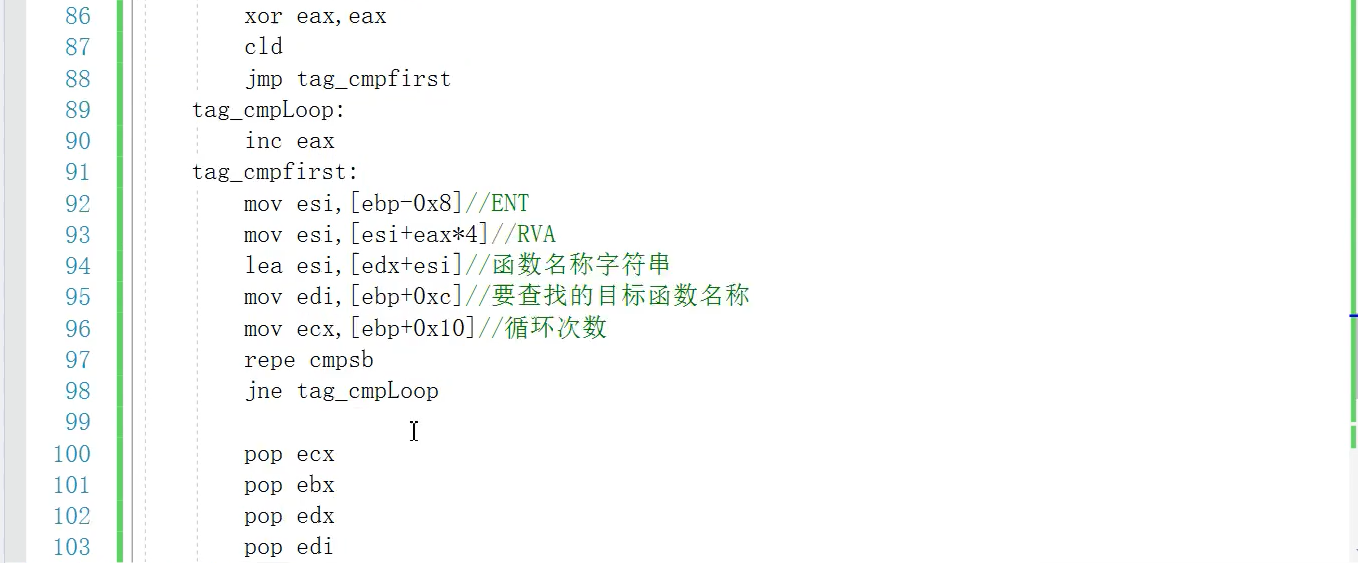 86 xor eax,eax
87 cld
88 jmp tag_cmpfirst
89 tag_cmpLoop:
90 inc eax
91 tag_cmpfirst:
92 mov esi,[ebp-0x8]//ENT
93 mov esi,[esi+eax*4]//RVA
94 lea esi,[edx+esi]//函数名称字符串
95 mov edi,[ebp+0xc]//要查找的目标函数名称
96 mov ecx,[ebp+0x10]//循环次数
97 repe cmpsb
98 jne tag_cmpLoop
99
100 pop ecx
101 pop ebx
102 pop edx
103 pop edi